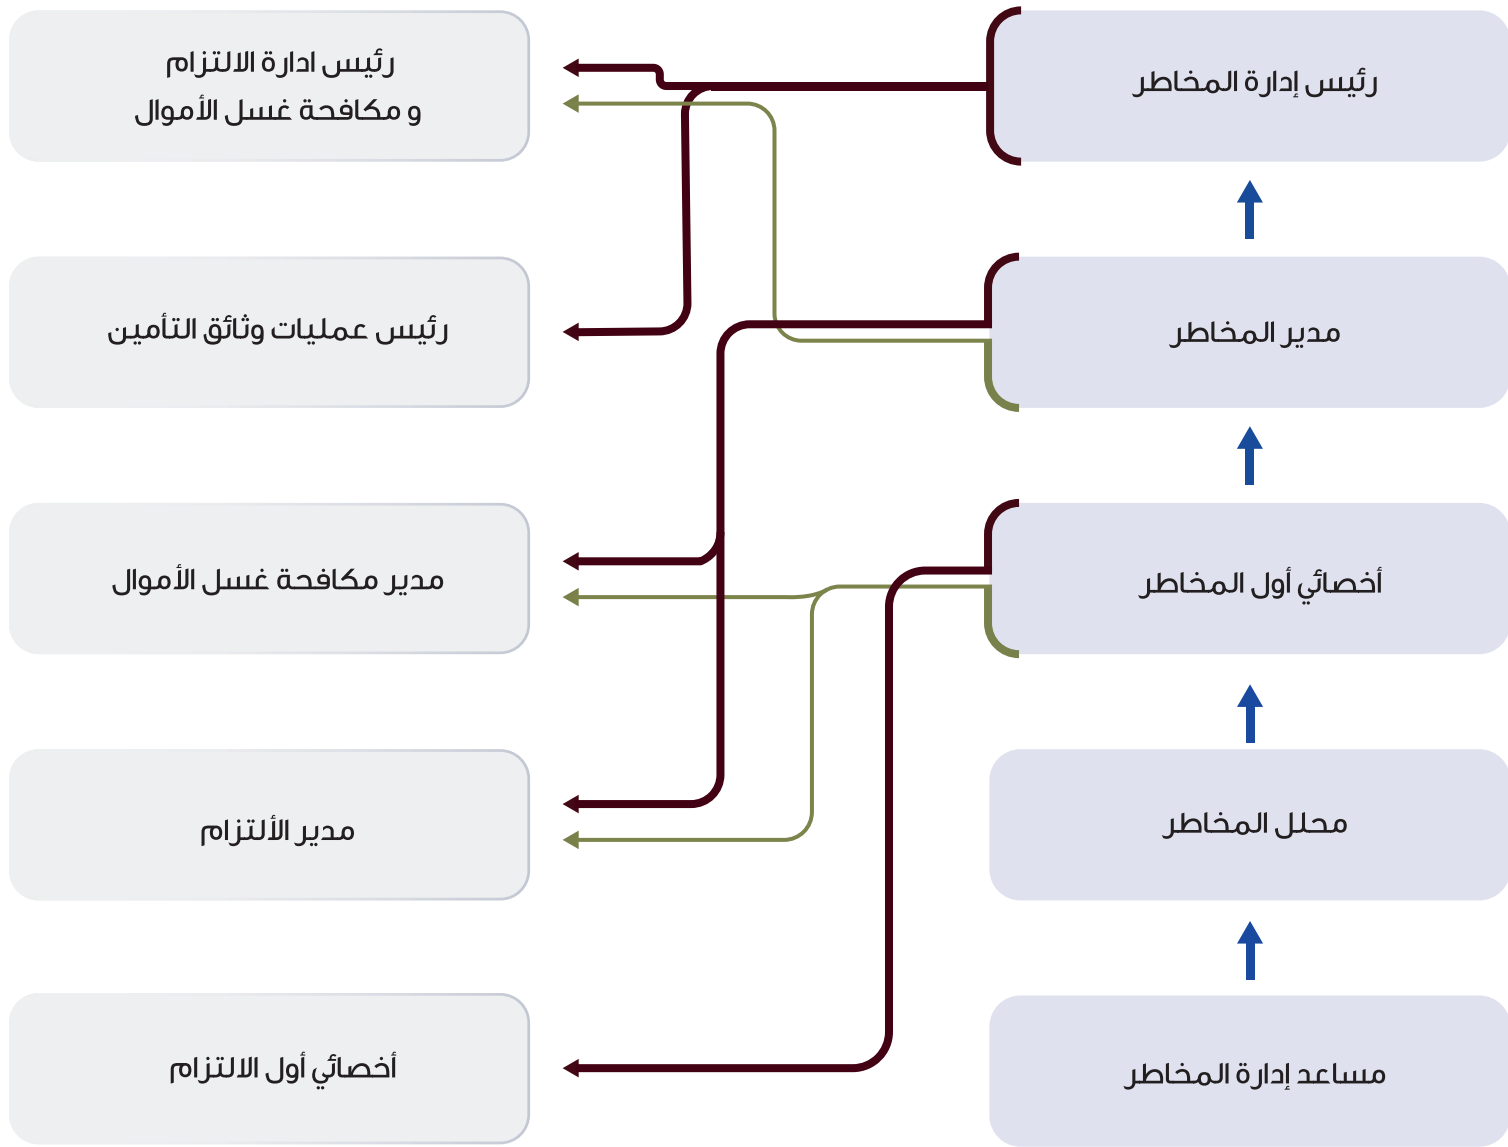 رئيس إدارة المخاطر
رئيس ادارة الالتزام
و مكافحة غسل الأموال
مدير المخاطر
رئيس عمليات وثائق التأمين
أخصائي أول المخاطر
مدير مكافحة غسل الأموال
محلل المخاطر
مدير الألتزام
مساعد إدارة المخاطر
أخصائي أول الالتزام